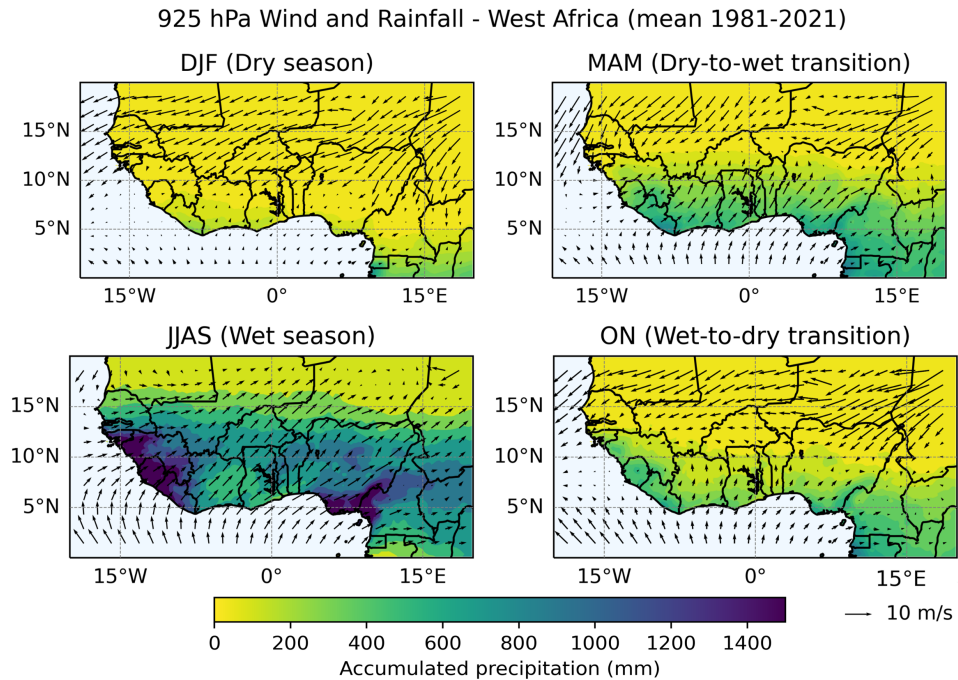 925 hPa Wind and Rainfall - West Africa (mean 1981-2021)
DJF (Dry season)
MAM (Dry-to-wet transition)
15°N
10°N
5°N
15°W 0° 15°E
15°N
10°N
5°N
15°W 0° 15°E
JJAS (Wet season)
ON (Wet-to-dry transition)
15°N
10°N
5°N
15°W 0° 15°E
15°N
10°N
5°N
15°W 0° 15°E
0 200 400 600 800 1000 1200 1400
Accumulated precipitation (mm)
10 m/s